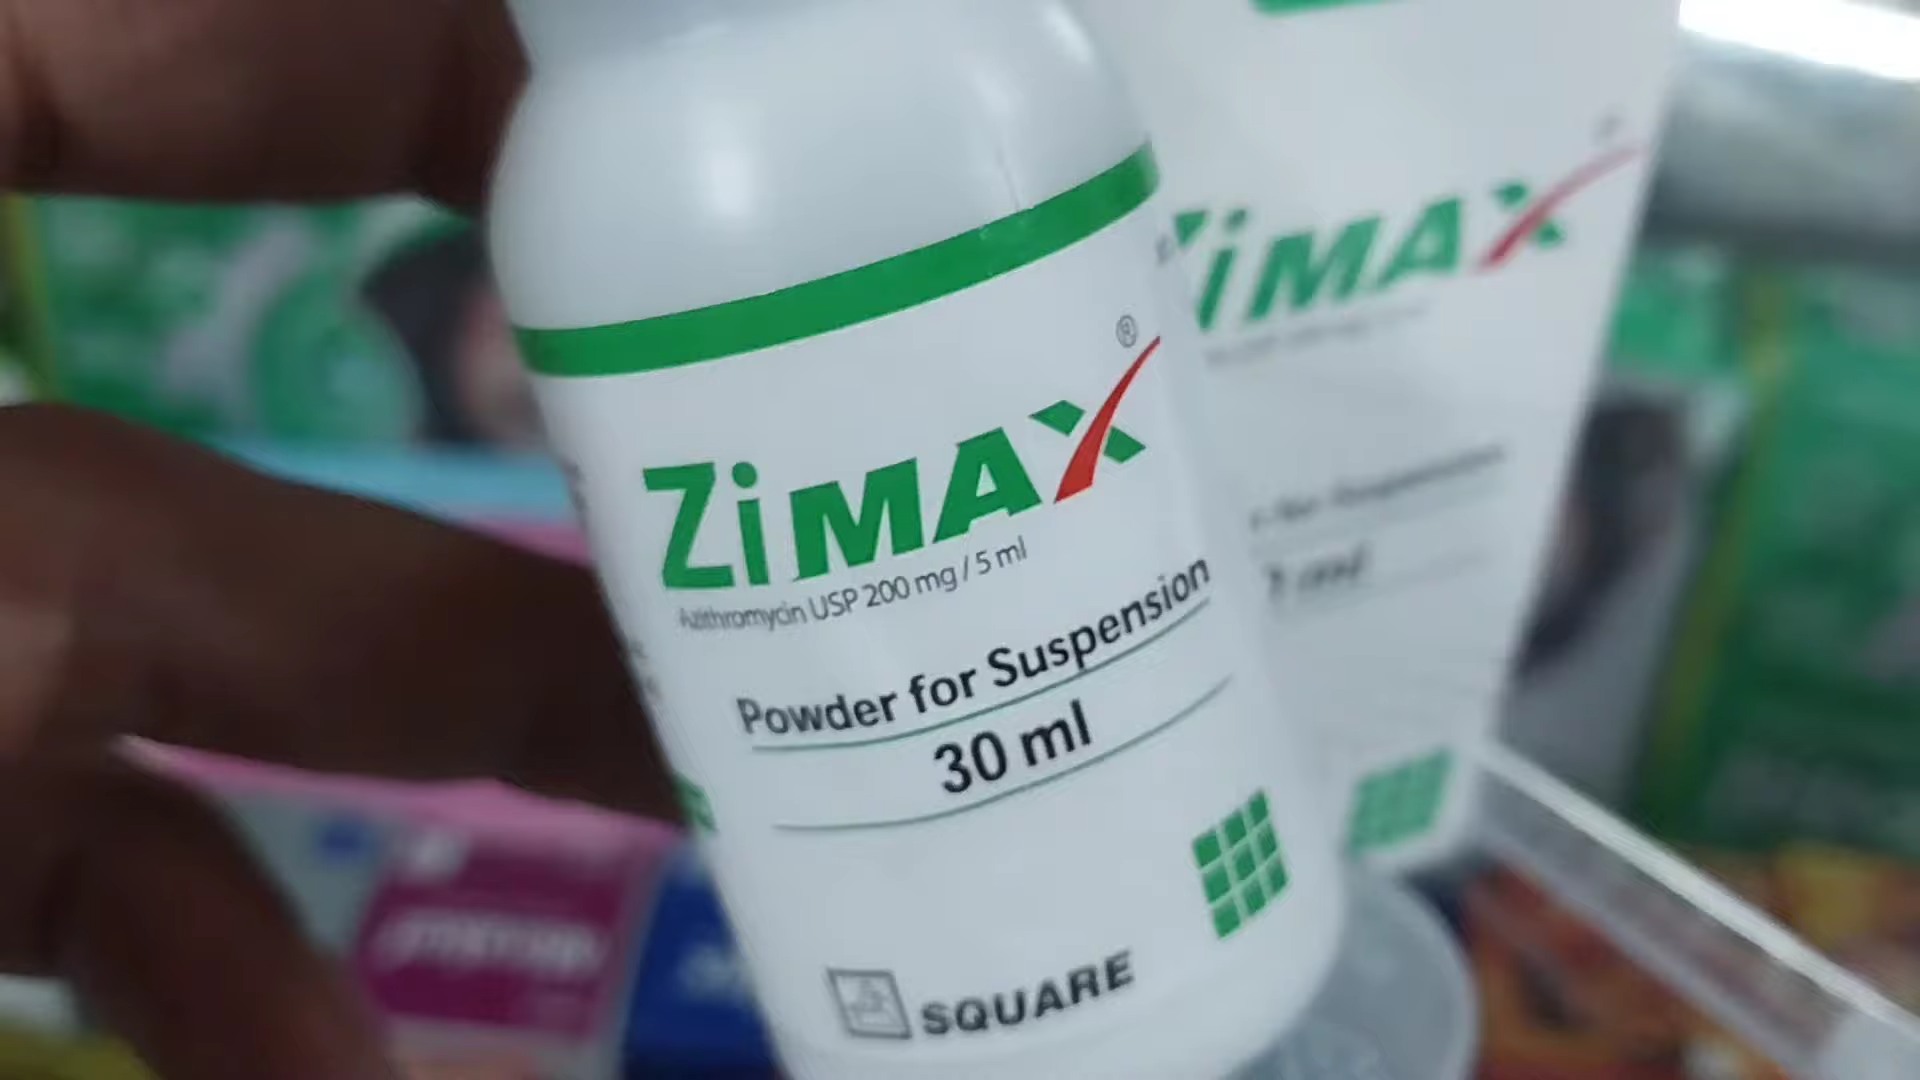 ZiMAX®
Azithromycin USP 200 mg / 5 ml
Powder for Suspension
30 ml
SQUARE
ZiMAX